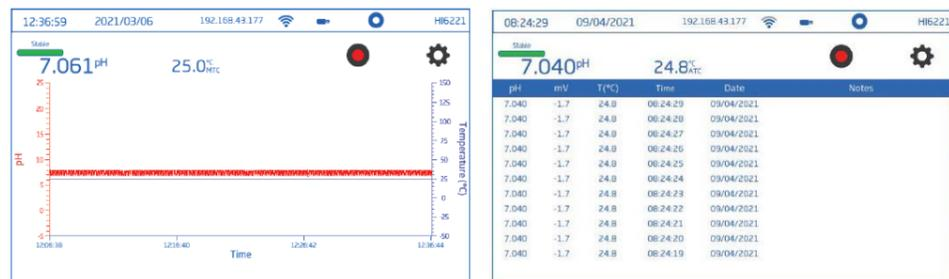 12:36:59 2021/03/06 192.168.43.177 HI6221
Stable
7.061 pH 25.0 °C MTC
25 150
125
20
100
15
75
pH
10 50
Temperature (°C)
25
5
0
0
-25
-5 -50
12:06:38 12:16:40 12:26:42 12:36:44
Time
08:24:29 09/04/2021 192.168.43.177 HI6221
Stable
7.040 pH 24.8 °C ATC
pH mV T(°C) Time Date Notes
7.040 -1.7 24.8 08:24:29 09/04/2021
7.040 -1.7 24.8 08:24:28 09/04/2021
7.040 -1.7 24.8 08:24:27 09/04/2021
7.040 -1.7 24.8 08:24:26 09/04/2021
7.040 -1.7 24.8 08:24:25 09/04/2021
7.040 -1.7 24.8 08:24:24 09/04/2021
7.040 -1.7 24.8 08:24:23 09/04/2021
7.040 -1.7 24.8 08:24:22 09/04/2021
7.040 -1.7 24.8 08:24:21 09/04/2021
7.040 -1.7 24.8 08:24:20 09/04/2021
7.040 -1.7 24.8 08:24:19 09/04/2021